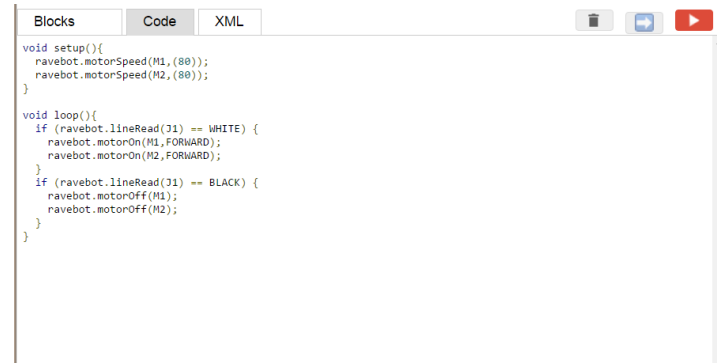 Blocks Code XML
void setup(){
  ravebot.motorSpeed(M1,(80));
  ravebot.motorSpeed(M2,(80));
}

void loop(){
  if (ravebot.lineRead(J1) == WHITE) {
    ravebot.motorOn(M1,FORWARD);
    ravebot.motorOn(M2,FORWARD);
  }
  if (ravebot.lineRead(J1) == BLACK) {
    ravebot.motorOff(M1);
    ravebot.motorOff(M2);
  }
}